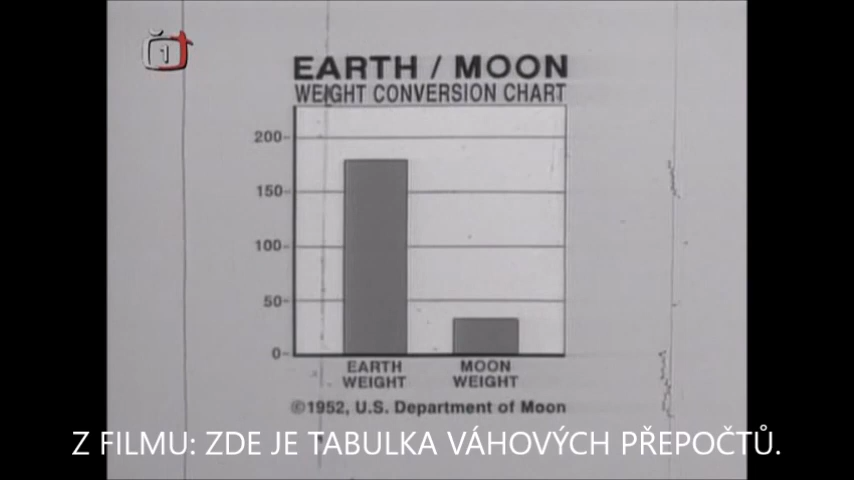 1
EARTH / MOON
WEIGHT CONVERSION CHART
200
150
100
50
0
EARTH WEIGHT
MOON WEIGHT
©1952, U.S. Department of Moon
Z FILMU: ZDE JE TABULKA VÁHOVÝCH PŘEPOČTŮ.